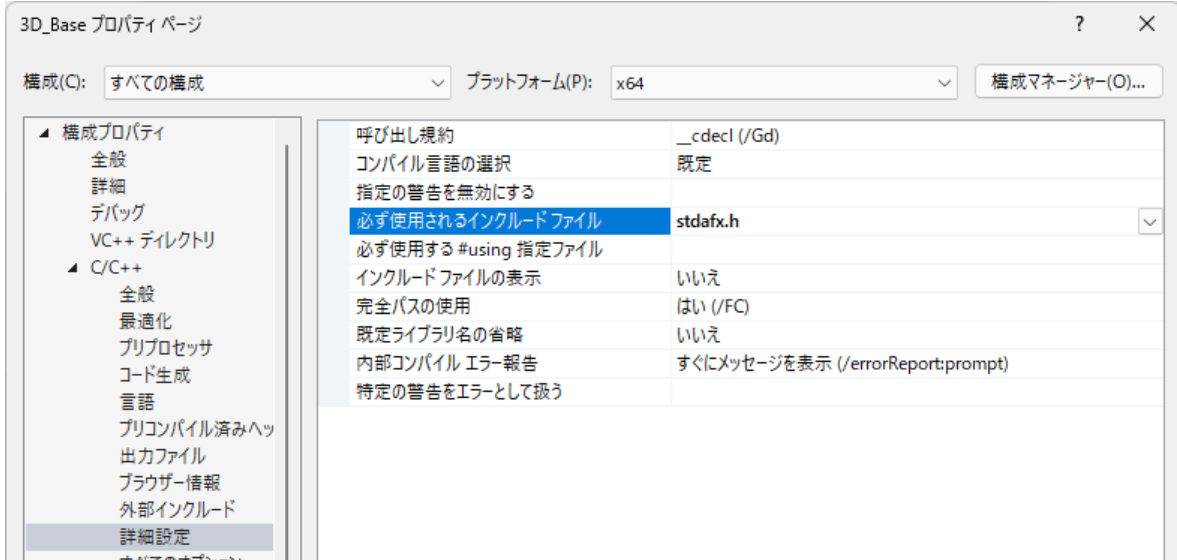 3D_Base プロパティ ページ
? ×
構成(C): すべての構成 プラットフォーム(P): x64 構成マネージャー(O)...
構成プロパティ
全般
詳細
デバッグ
VC++ ディレクトリ
C/C++
全般
最適化
プリプロセッサ
コード生成
言語
プリコンパイル済みヘッ
出力ファイル
ブラウザー情報
外部インクルード
詳細設定
すべてのオプション
呼び出し規約 __cdecl (/Gd)
コンパイル言語の選択 既定
指定の警告を無効にする
必ず使用されるインクルード ファイル stdafx.h
必ず使用する #using 指定ファイル
インクルード ファイルの表示 いいえ
完全パスの使用 はい (/FC)
既定ライブラリ名の省略 いいえ
内部コンパイル エラー報告 すぐにメッセージを表示 (/errorReport:prompt)
特定の警告をエラーとして扱う